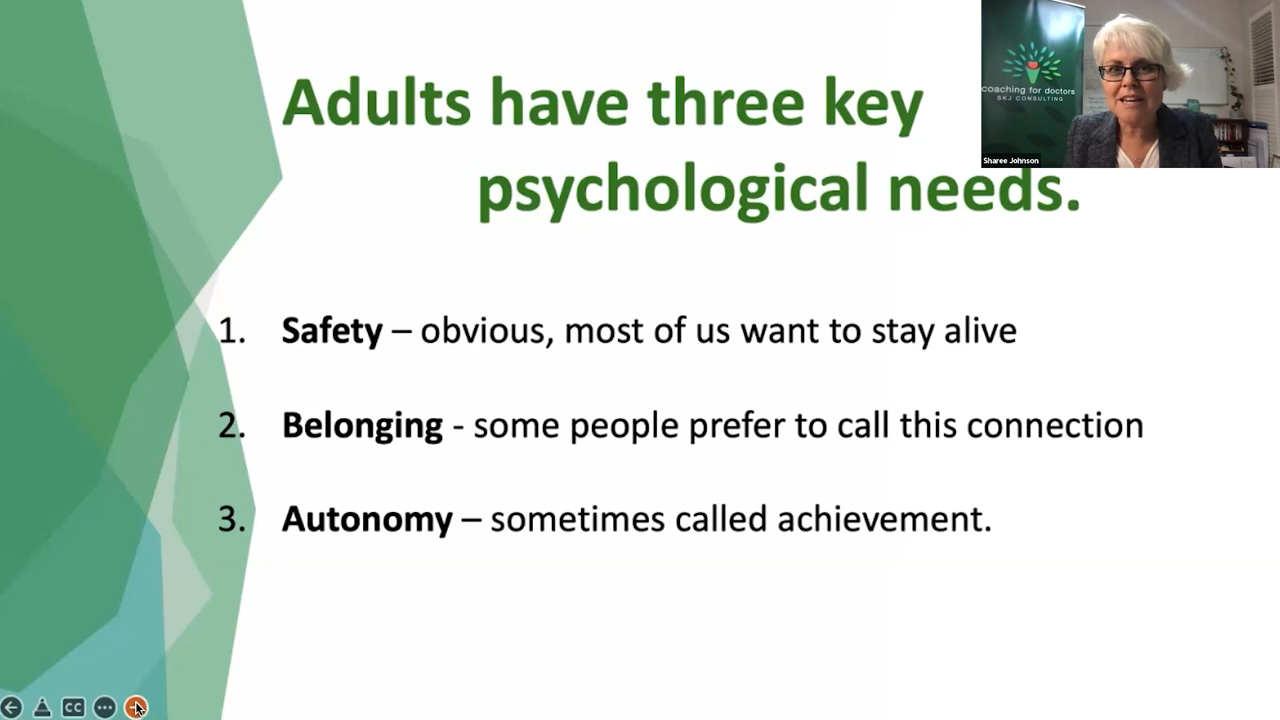 Adults have three key
psychological needs.
coaching for doctors
SKJ CONSULTING
Sharee Johnson
1. Safety – obvious, most of us want to stay alive
2. Belonging - some people prefer to call this connection
3. Autonomy – sometimes called achievement.
CC